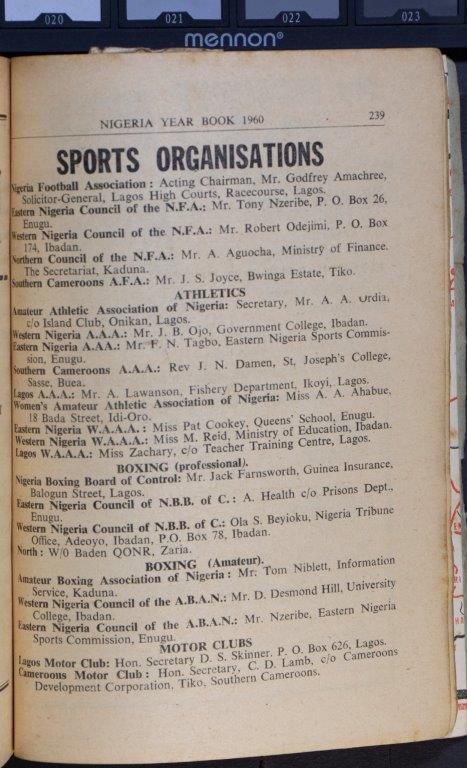 020 021 022 023
mennon®
NIGERIA YEAR BOOK 1960 239
SPORTS ORGANISATIONS
Nigeria Football Association: Acting Chairman, Mr. Godfrey Amachree,
Solicitor-General, Lagos High Courts, Racecourse, Lagos.
Eastern Nigeria Council of the N.F.A.: Mr. Tony Nzeribe, P. O. Box 26,
Enugu.
Western Nigeria Council of the N.F.A.: Mr. Robert Odejimi, P. O. Box
174, Ibadan.
Northern Council of the N.F.A.: Mr. A. Aguocha, Ministry of Finance.
The Secretariat, Kaduna.
Southern Cameroons A.F.A.: Mr. J. S. Joyce, Bwinga Estate, Tiko.
ATHLETICS
Amateur Athletic Association of Nigeria: Secretary, Mr. A. A. Ordia,
c/o Island Club, Onikan, Lagos.
Western Nigeria A.A.A.: Mr. J. B. Ojo, Government College, Ibadan.
Eastern Nigeria A.A.A.: Mr. F. N. Tagbo, Eastern Nigeria Sports Commis-
sion, Enugu.
Southern Cameroons A.A.A.: Rev J. N. Damen, St. Joseph's College,
Sasse, Buea.
Lagos A.A.A.: Mr. A. Lawanson, Fishery Department, Ikoyi, Lagos.
Women's Amateur Athletic Association of Nigeria: Miss A. A. Ahabue,
18 Bada Street, Idi-Oro.
Eastern Nigeria W.A.A.A.: Miss Pat Cookey, Queens' School, Enugu.
Western Nigeria W.A.A.A.: Miss M. Reid, Ministry of Education, Ibadan.
Lagos W.A.A.A.: Miss Zachary, c/o Teacher Training Centre, Lagos.
BOXING (professional).
Nigeria Boxing Board of Control: Mr. Jack Farnsworth, Guinea Insurance,
Balogun Street, Lagos.
Eastern Nigeria Council of N.B.B. of C.: A. Health c/o Prisons Dept.,
Enugu.
Western Nigeria Council of N.B.B. of C.: Ola S. Beyioku, Nigeria Tribune
Office, Adeoyo, Ibadan, P.O. Box 78, Ibadan.
North: W/0 Baden QONR, Zaria.
BOXING (Amateur).
Amateur Boxing Association of Nigeria: Mr: Tom Niblett, Information
Service, Kaduna.
Western Nigeria Council of the A.B.A.N.: Mr. D. Desmond Hill, University
College, Ibadan.
Eastern Nigeria Council of the A.B.A.N.: Mr. Nzeribe, Eastern Nigeria
Sports Commission, Enugu.
MOTOR CLUBS
Lagos Motor Club: Hon. Secretary D. S. Skinner. P. O. Box 626, Lagos.
Cameroons Motor Club: Hon. Secretary, C. D. Lamb, c/o Cameroons
Development Corporation, Tiko, Southern Cameroons.